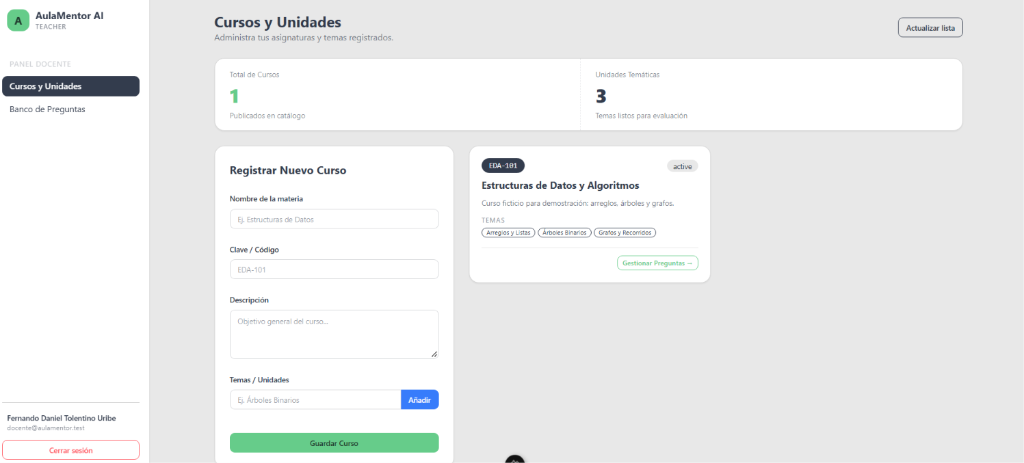 A
AulaMentor AI
TEACHER
PANEL DOCENTE
Cursos y Unidades
Banco de Preguntas
Fernando Daniel Tolentino Uribe
docente@aulamentor.test
Cerrar sesión
Cursos y Unidades
Administra tus asignaturas y temas registrados.
Actualizar lista
Total de Cursos
1
Publicados en catálogo
Unidades Temáticas
3
Temas listos para evaluación
Registrar Nuevo Curso
Nombre de la materia
Ej. Estructuras de Datos
Clave / Código
EDA-101
Descripción
Objetivo general del curso...
Temas / Unidades
Ej. Árboles Binarios
Añadir
Guardar Curso
EDA-101
active
Estructuras de Datos y Algoritmos
Curso ficticio para demostración: arreglos, árboles y grafos.
TEMAS
Arreglos y Listas
Árboles Binarios
Grafos y Recorridos
Gestionar Preguntas →